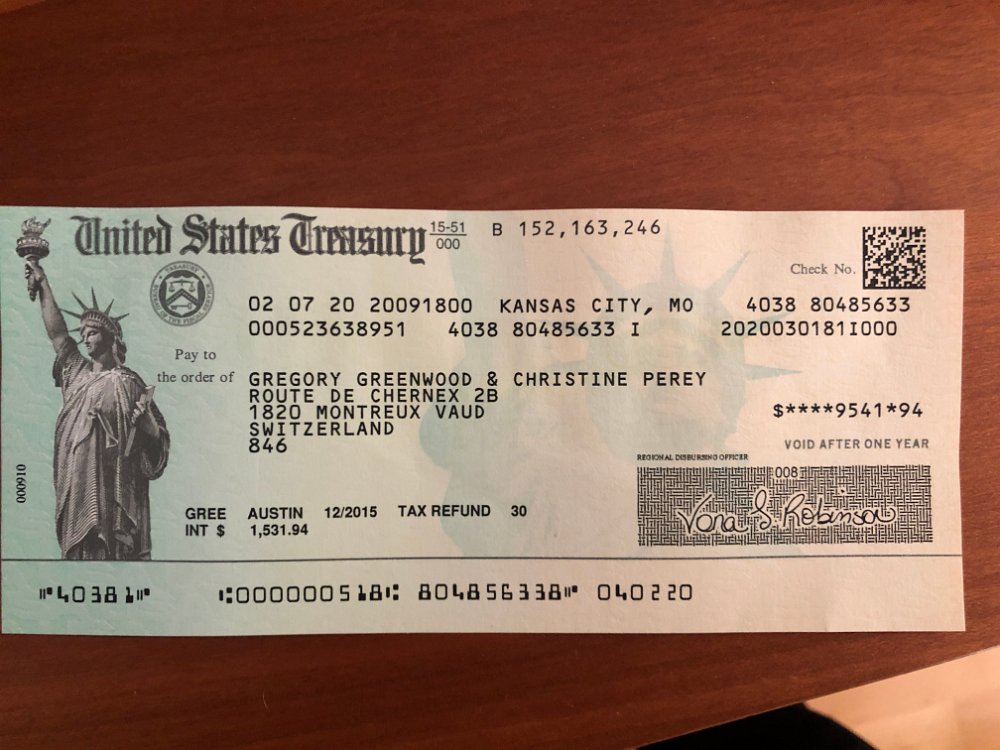 United States Treasury 15-51 000 B 152,163,246
Check No.
02 07 20 20091800 KANSAS CITY, MO 4038 80485633
000523638951 4038 80485633 I 2020030181I000
Pay to
the order of GREGORY GREENWOOD & CHRISTINE PEREY
ROUTE DE CHERNEX 2B
1820 MONTREUX VAUD
SWITZERLAND
846
$****9541*94
VOID AFTER ONE YEAR
REGIONAL DISBURSING OFFICER
008
Vona S. Robinson
000910
GREE AUSTIN 12/2015 TAX REFUND 30
INT $ 1,531.94
⑈40381⑈ ⑆000000518⑆ 804856338⑈ 040220